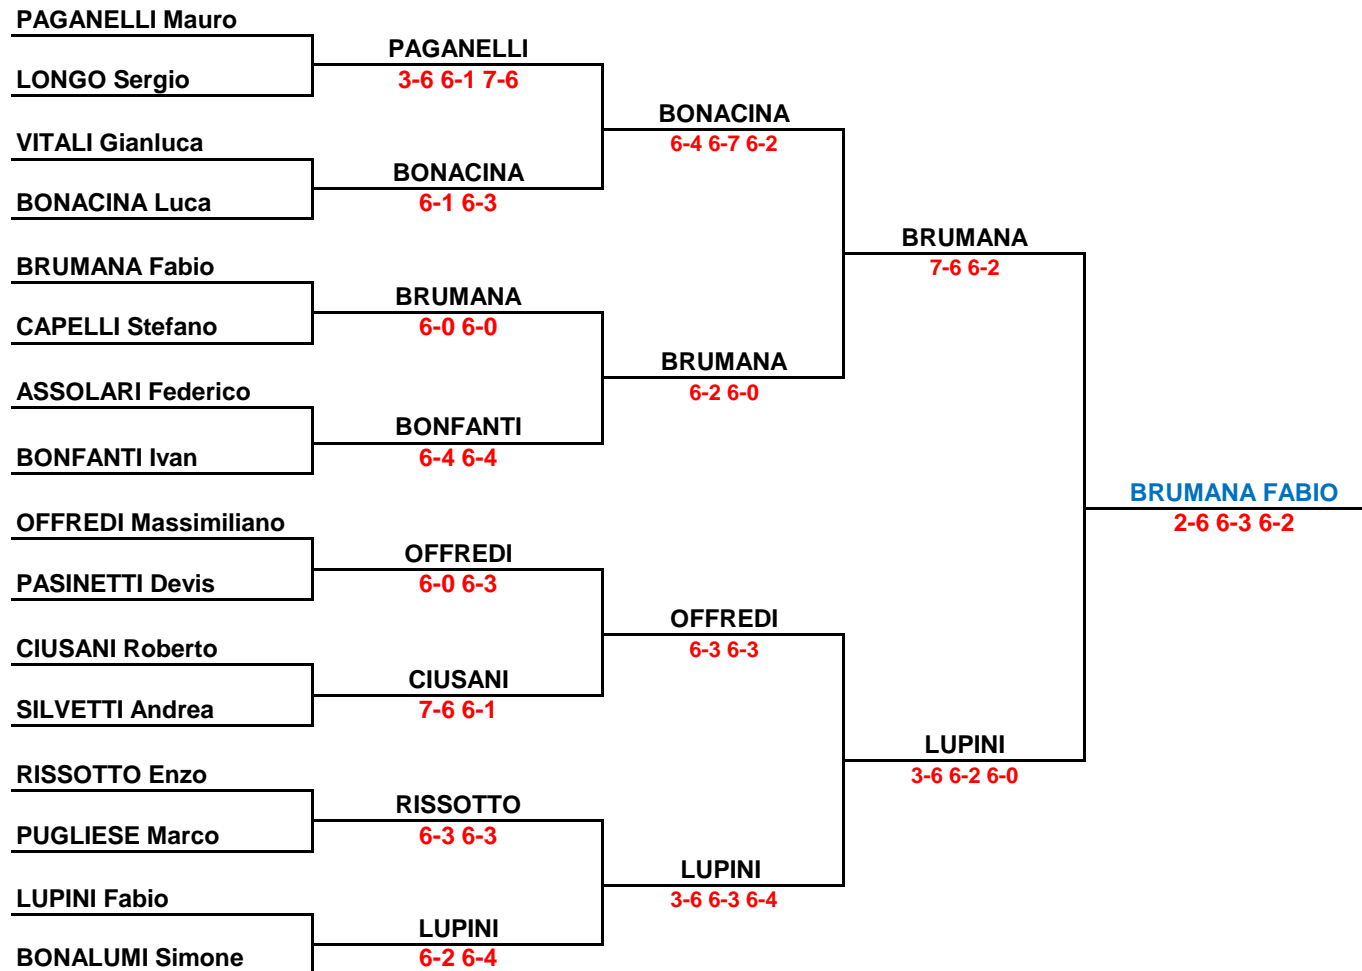 PAGANELLI Mauro
LONGO Sergio
VITALI Gianluca
BONACINA Luca
BRUMANA Fabio
CAPELLI Stefano
ASSOLARI Federico
BONFANTI Ivan
OFFREDI Massimiliano
PASINETTI Devis
CIUSANI Roberto
SILVETTI Andrea
RISSOTTO Enzo
PUGLIESE Marco
LUPINI Fabio
BONALUMI Simone
PAGANELLI
3-6 6-1 7-6
BONACINA
6-1 6-3
BRUMANA
6-0 6-0
BONFANTI
6-4 6-4
OFFREDI
6-0 6-3
CIUSANI
7-6 6-1
RISSOTTO
6-3 6-3
LUPINI
6-2 6-4
BONACINA
6-4 6-7 6-2
BRUMANA
6-2 6-0
OFFREDI
6-3 6-3
LUPINI
3-6 6-3 6-4
BRUMANA
7-6 6-2
LUPINI
3-6 6-2 6-0
BRUMANA FABIO
2-6 6-3 6-2